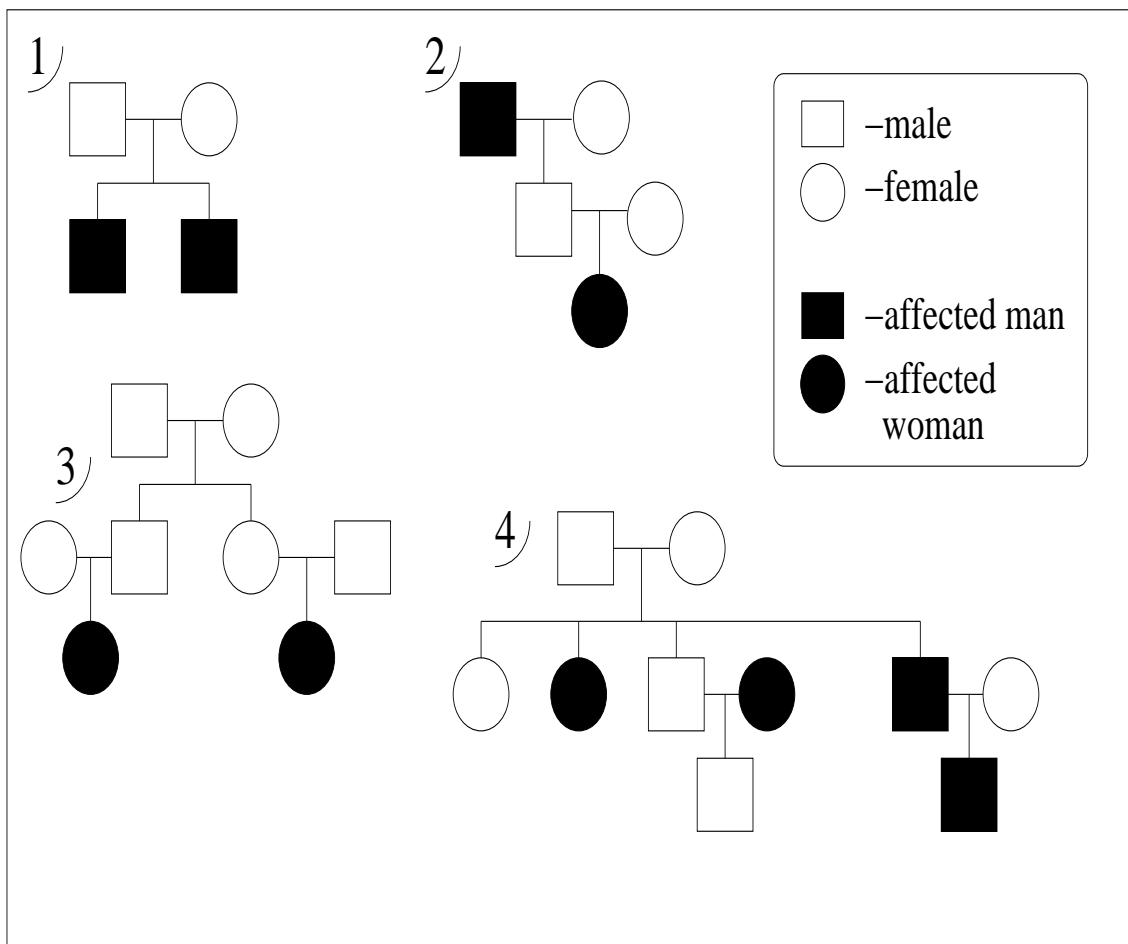 1
2
–male
–female
–affected man
–affected
woman
3
4